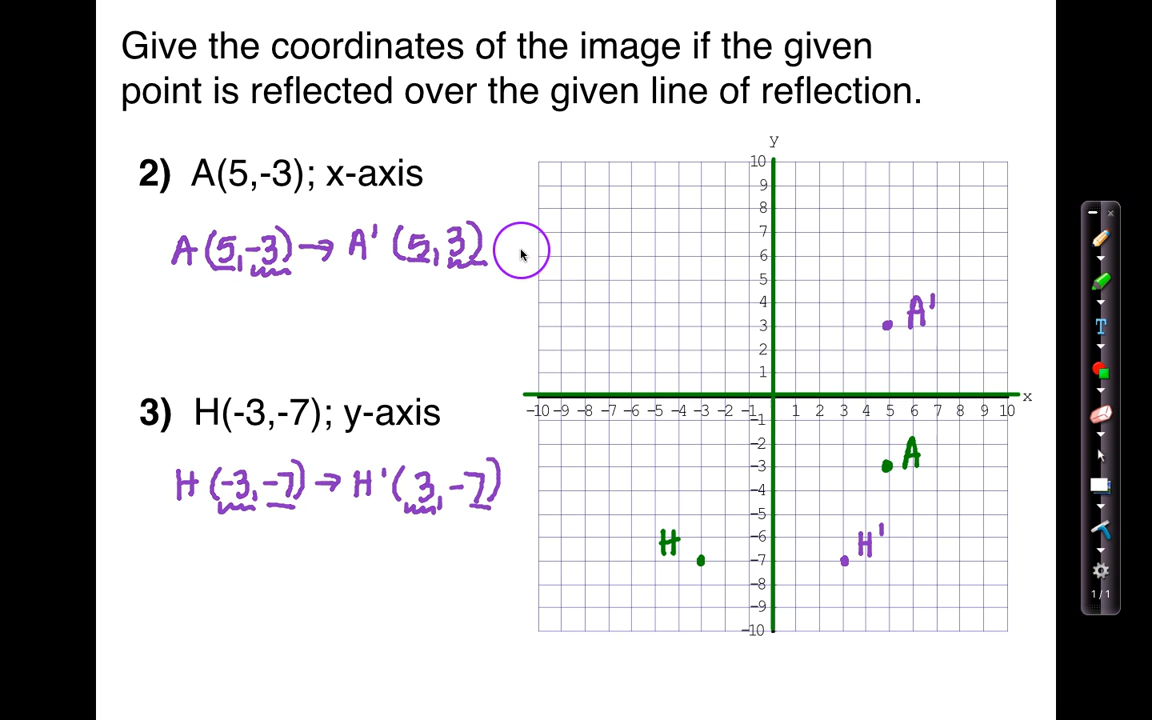 Give the coordinates of the image if the given
point is reflected over the given line of reflection.
2) A(5,-3); x-axis
A(5,-3) → A'(5,3)
3) H(-3,-7); y-axis
H(-3,-7) → H'(3,-7)
y
10
9
8
7
6
5
4
3
2
1
A'
-10 -9 -8 -7 -6 -5 -4 -3 -2 -1 1 2 3 4 5 6 7 8 9 10 x
-1
-2
-3
-4
-5
-6
-7
-8
-9
-10
A
H
H'
T
1/1